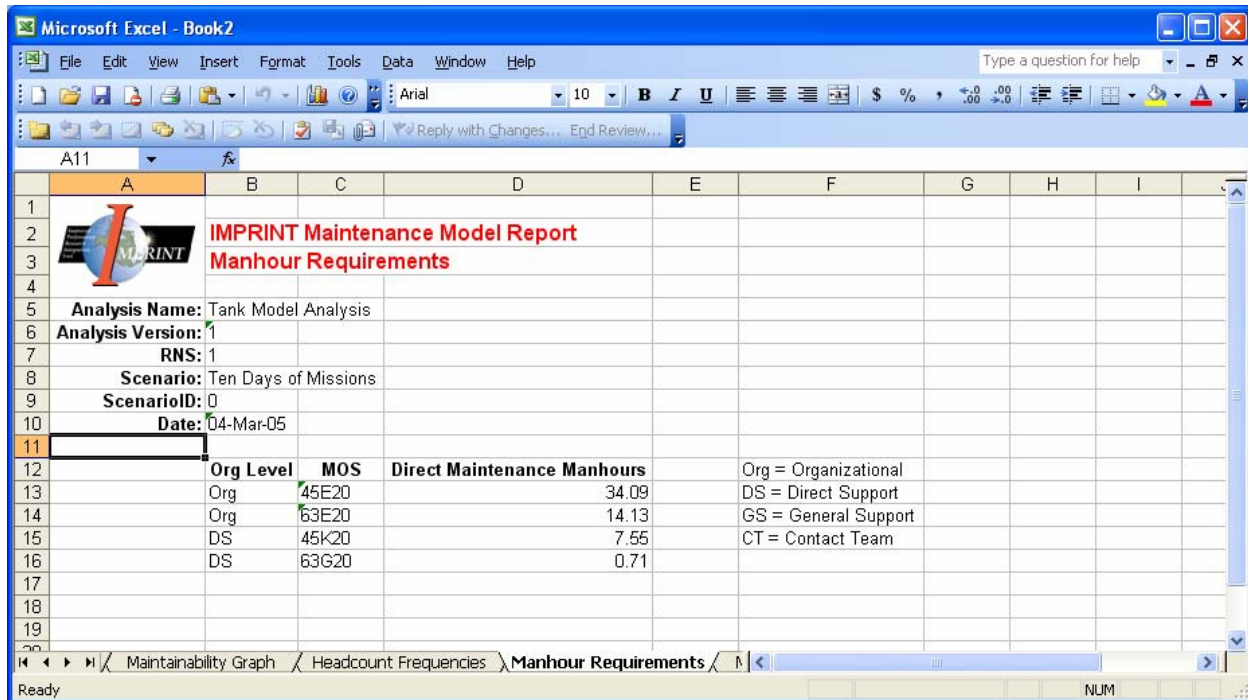 Microsoft Excel - Book2
File Edit View Insert Format Tools Data Window Help Type a question for help
Arial 10 B I U $ % ,
Reply with Changes... End Review...
A11 fx
A B C D E F G H I
1
2 IMPRINT Maintenance Model Report
3 Manhour Requirements
IMPRINT
4
5 Analysis Name: Tank Model Analysis
6 Analysis Version: 1
7 RNS: 1
8 Scenario: Ten Days of Missions
9 ScenarioID: 0
10 Date: 04-Mar-05
11
12 Org Level MOS Direct Maintenance Manhours Org = Organizational
13 Org 45E20 34.09 DS = Direct Support
14 Org 63E20 14.13 GS = General Support
15 DS 45K20 7.55 CT = Contact Team
16 DS 63G20 0.71
17
18
19
Maintainability Graph Headcount Frequencies Manhour Requirements
Ready NUM